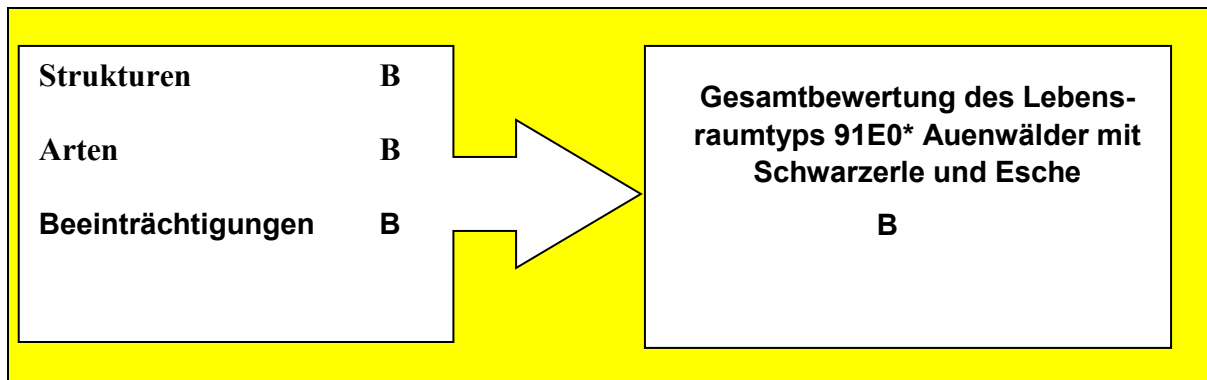 Strukturen B
Arten B
Beeinträchtigungen B
Gesamtbewertung des Lebens-
raumtyps 91E0* Auenwälder mit
Schwarzerle und Esche
B